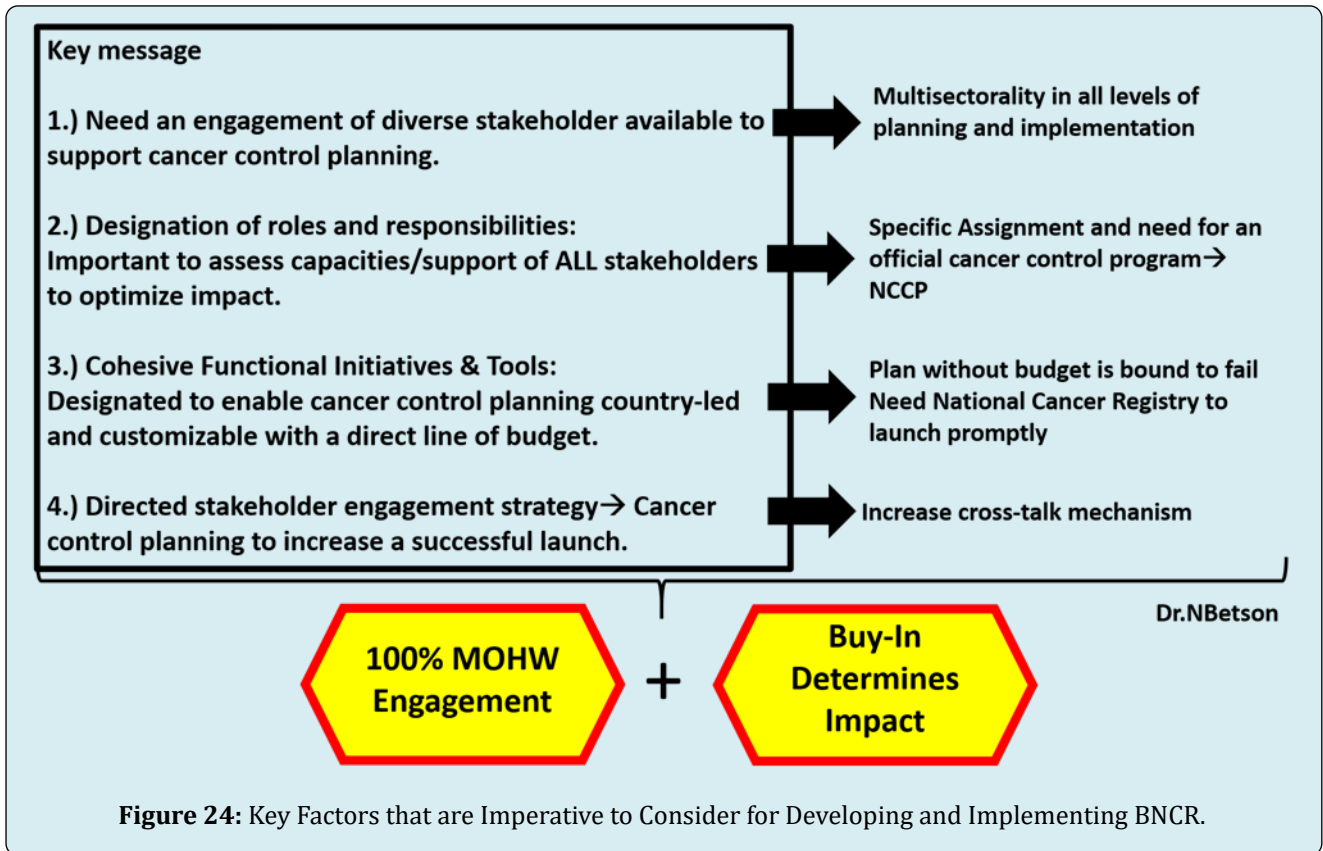 Key message
1.) Need an engagement of diverse stakeholder available to
support cancer control planning.
Multisectorality in all levels of
planning and implementation
2.) Designation of roles and responsibilities:
Important to assess capacities/support of ALL stakeholders
to optimize impact.
Specific Assignment and need for an
official cancer control program→
NCCP
3.) Cohesive Functional Initiatives & Tools:
Designated to enable cancer control planning country-led
and customizable with a direct line of budget.
Plan without budget is bound to fail
Need National Cancer Registry to
launch promptly
4.) Directed stakeholder engagement strategy→ Cancer
control planning to increase a successful launch.
Increase cross-talk mechanism
Dr.NBetson
100% MOHW
Engagement
+
Buy-In
Determines
Impact
Figure 24: Key Factors that are Imperative to Consider for Developing and Implementing BNCR.